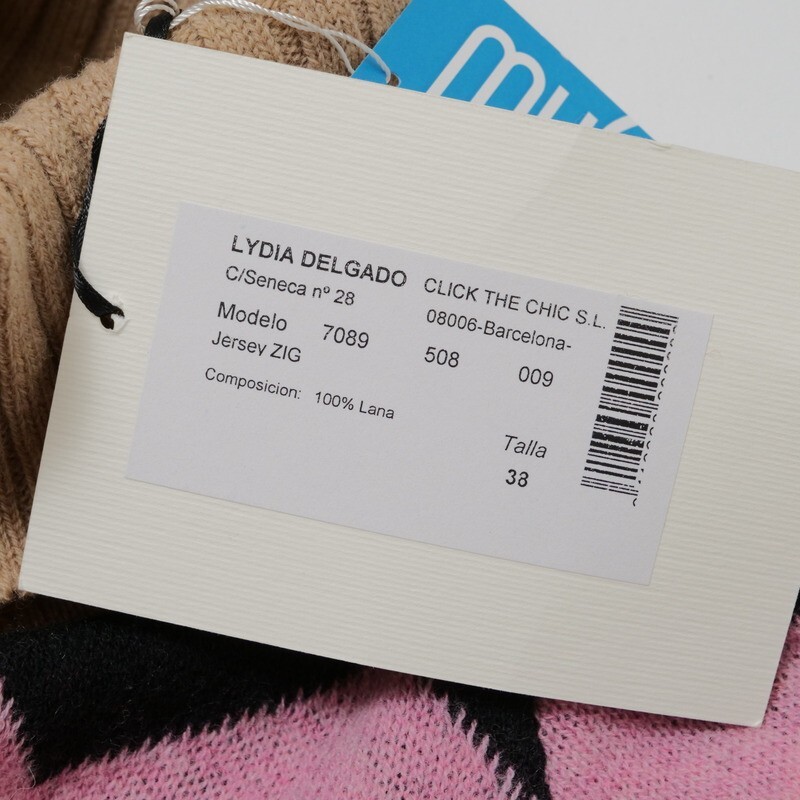 LYDIA DELGADO CLICK THE CHIC S.L.
C/Seneca nº 28 08006-Barcelona-
Modelo 7089 508 009
Jersey ZIG
Composicion: 100% Lana
Talla
38